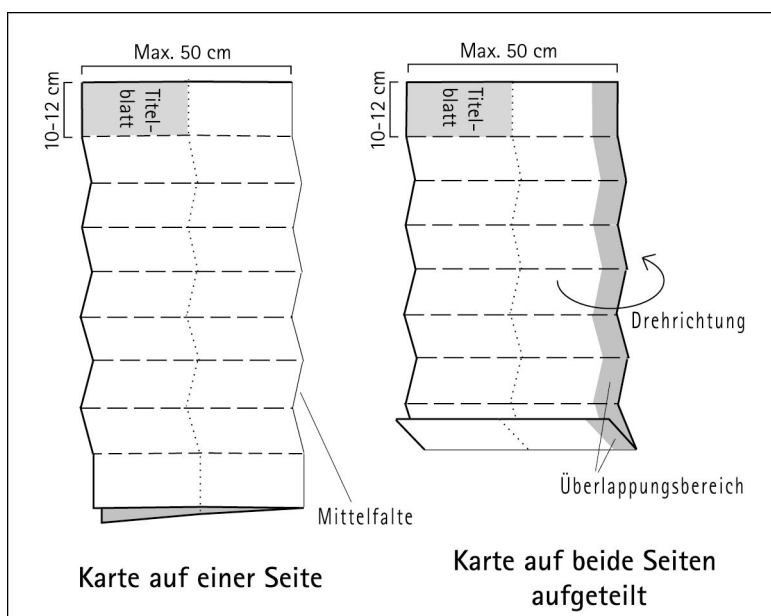 Max. 50 cm
10-12 cm
Titel-
blatt
Mittelfalte
Karte auf einer Seite
Max. 50 cm
10-12 cm
Titel-
blatt
Drehrichtung
Überlappungsbereich
Karte auf beide Seiten
aufgeteilt